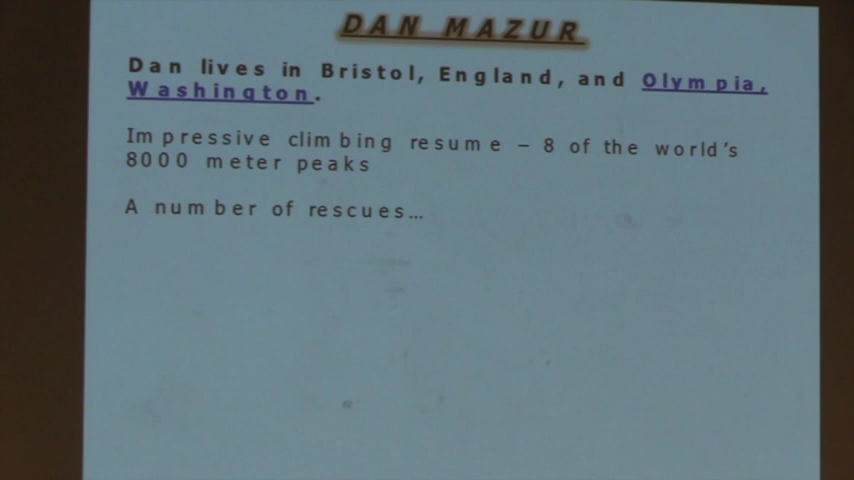 DAN MAZUR
Dan lives in Bristol, England, and Olympia,
Washington.
Impressive climbing resume – 8 of the world's
8000 meter peaks
A number of rescues…